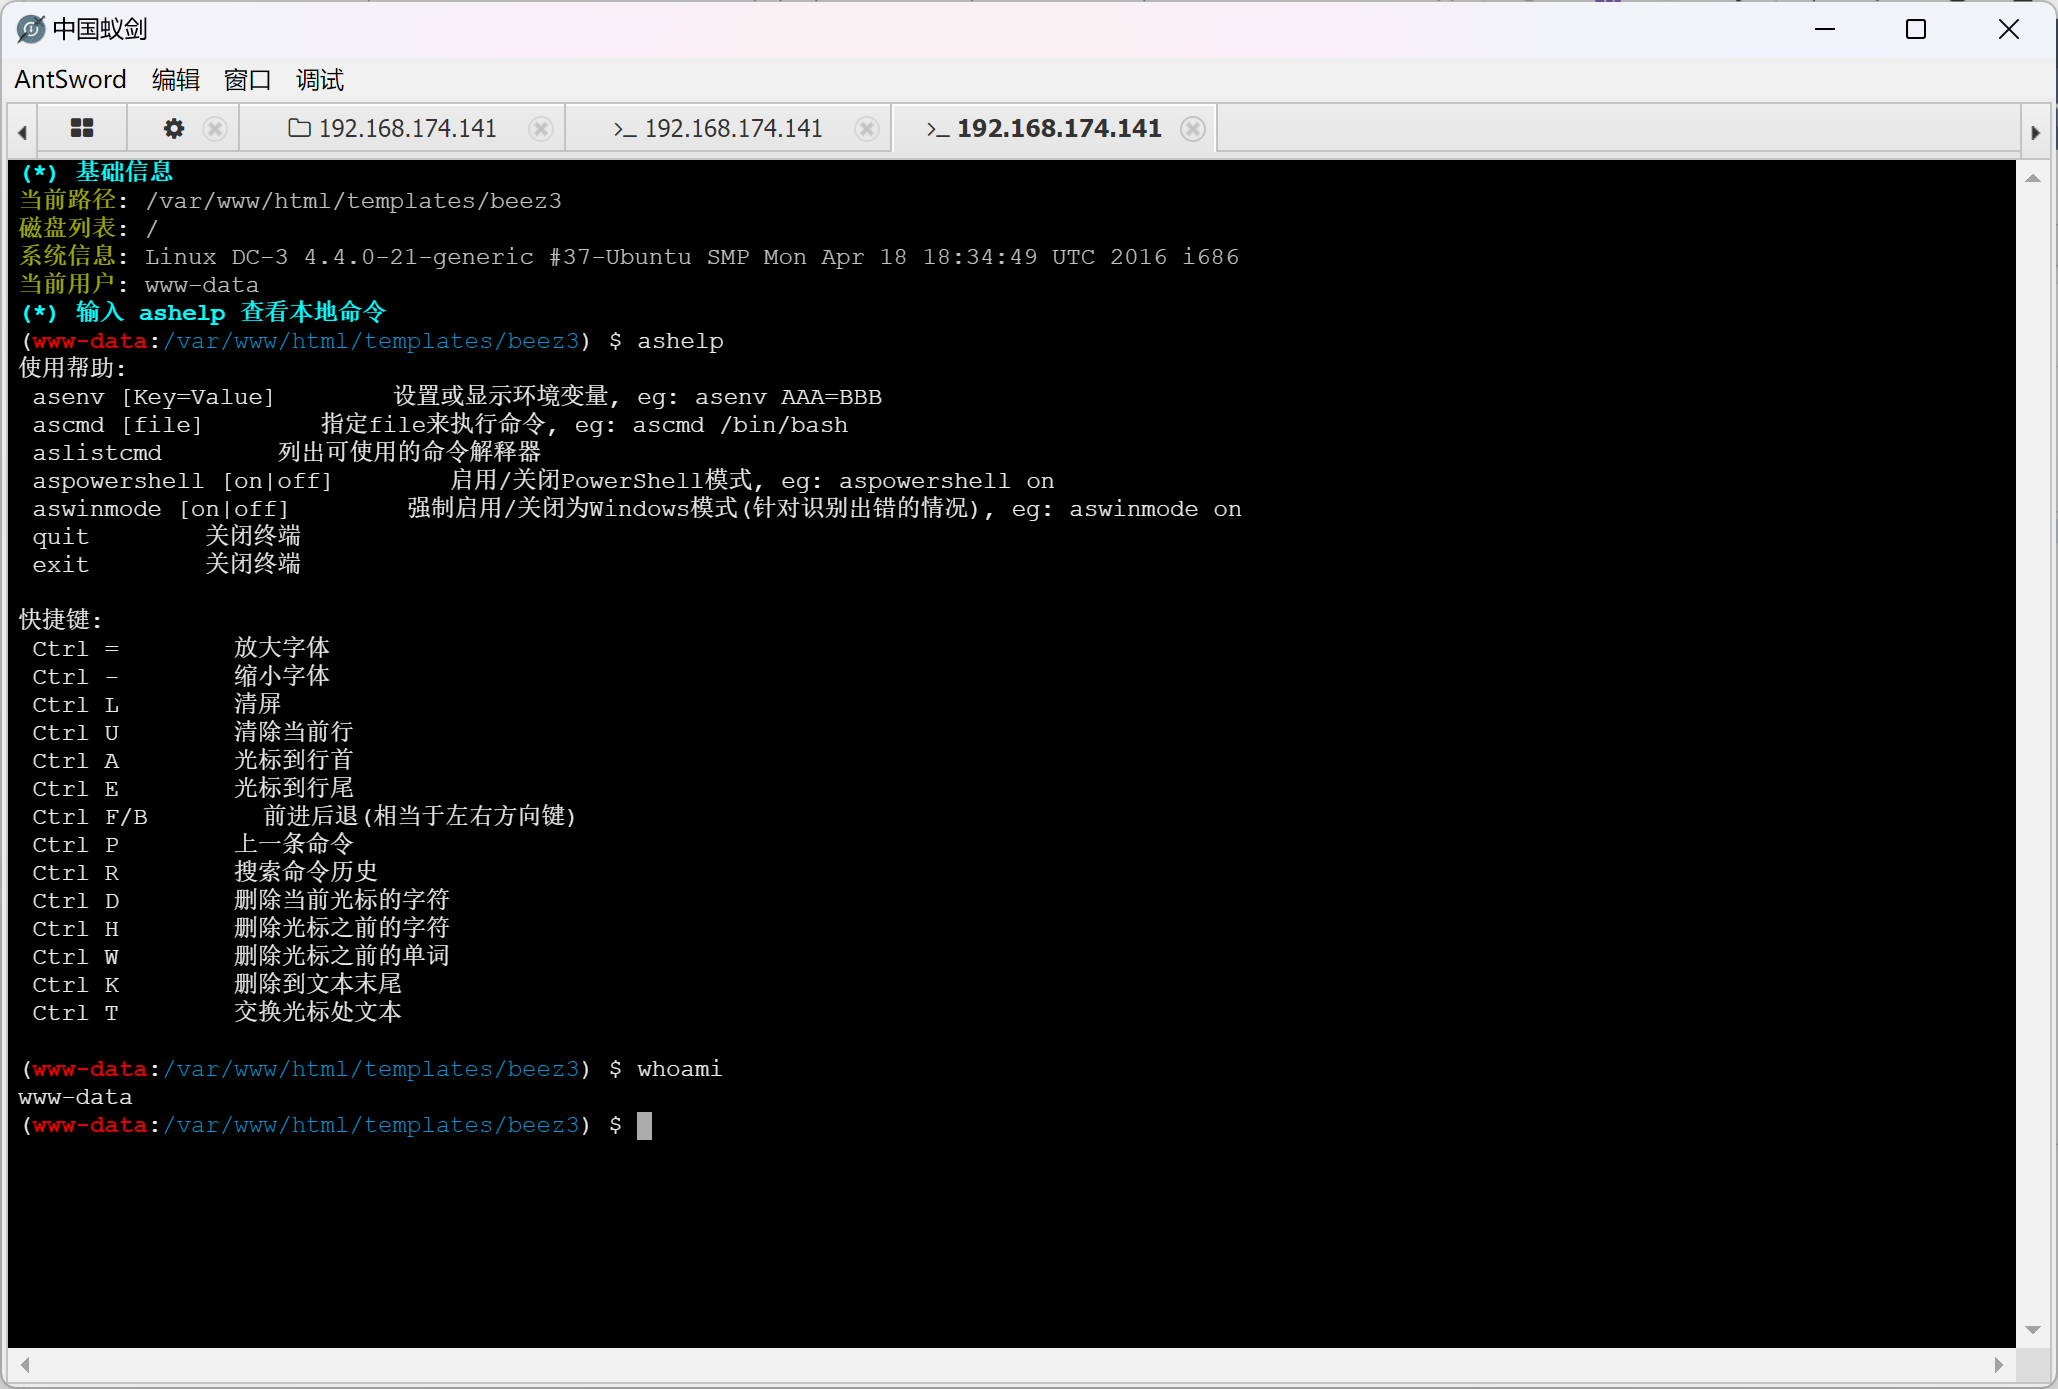 中国蚁剑
AntSword 编辑 窗口 调试
192.168.174.141 >_ 192.168.174.141 >_ 192.168.174.141
(*) 基础信息
当前路径: /var/www/html/templates/beez3
磁盘列表: /
系统信息: Linux DC-3 4.4.0-21-generic #37-Ubuntu SMP Mon Apr 18 18:34:49 UTC 2016 i686
当前用户: www-data
(*) 输入 ashelp 查看本地命令
(www-data:/var/www/html/templates/beez3) $ ashelp
使用帮助:
asenv [Key=Value] 设置或显示环境变量, eg: asenv AAA=BBB
ascmd [file] 指定file来执行命令, eg: ascmd /bin/bash
aslistcmd 列出可使用的命令解释器
aspowershell [on|off] 启用/关闭PowerShell模式, eg: aspowershell on
aswinmode [on|off] 强制启用/关闭为Windows模式(针对识别出错的情况), eg: aswinmode on
quit 关闭终端
exit 关闭终端
快捷键:
Ctrl = 放大字体
Ctrl - 缩小字体
Ctrl L 清屏
Ctrl U 清除当前行
Ctrl A 光标到行首
Ctrl E 光标到行尾
Ctrl F/B 前进后退(相当于左右方向键)
Ctrl P 上一条命令
Ctrl R 搜索命令历史
Ctrl D 删除当前光标的字符
Ctrl H 删除光标之前的字符
Ctrl W 删除光标之前的单词
Ctrl K 删除到文本末尾
Ctrl T 交换光标处文本
(www-data:/var/www/html/templates/beez3) $ whoami
www-data
(www-data:/var/www/html/templates/beez3) $